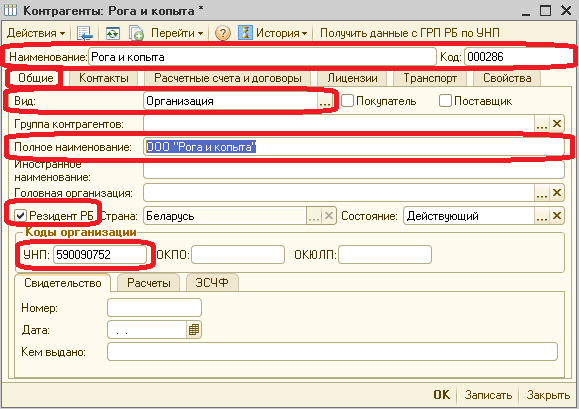 Контрагенты: Рога и копыта *
Действия Перейти ? История Получить данные с ГРП РБ по УНП
Наименование: Рога и копыта Код: 000286
Общие Контакты Расчетные счета и договоры Лицензии Транспорт Свойства
Вид: Организация ... Покупатель Поставщик
Группа контрагентов: ...
Полное наименование: ООО "Рога и копыта"
Иностранное
наименование:
Головная организация: ...
Резидент РБ Страна: Беларусь ... Состояние: Действующий ...
Коды организации
УНП: 590090752 ОКПО: ОКЮЛП:
Свидетельство Расчеты ЭСЧФ
Номер:
Дата: . .
Кем выдано:
OK Записать Закрыть